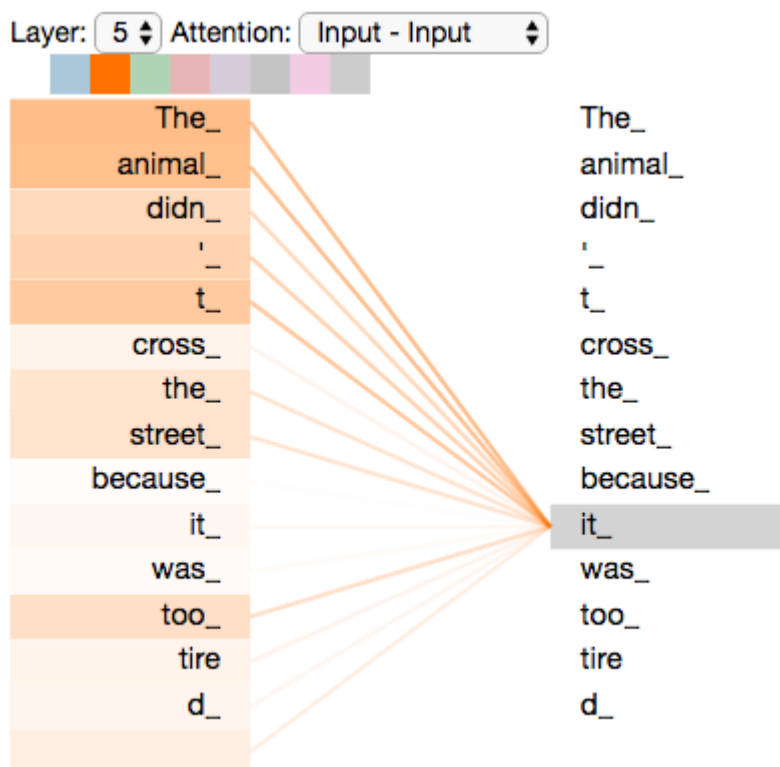 Layer: 5 Attention: Input - Input
The_ The_
animal_ animal_
didn_ didn_
'_ '_
t_ t_
cross_ cross_
the_ the_
street_ street_
because_ because_
it_ it_
was_ was_
too_ too_
tire tire
d_ d_